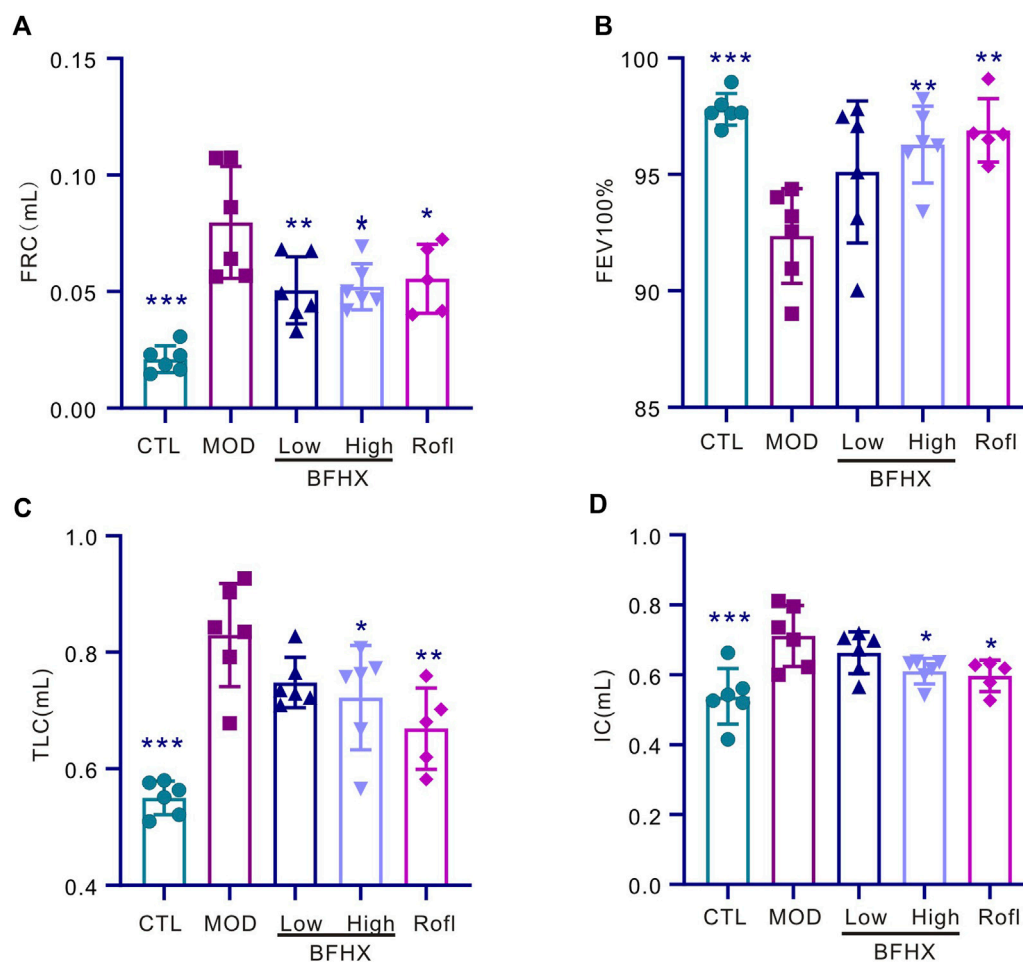 A
0.15
0.10
0.05
0.00
FRC(mL)
***
**
*
*
CTL MOD Low High Rofl
BFHX
B
100
95
90
85
FEV100%
***
**
**
CTL MOD Low High Rofl
BFHX
C
1.0
0.8
0.6
0.4
TLC(mL)
***
*
**
CTL MOD Low High Rofl
BFHX
D
1.0
0.8
0.6
0.4
0.2
0.0
IC(mL)
***
*
*
CTL MOD Low High Rofl
BFHX